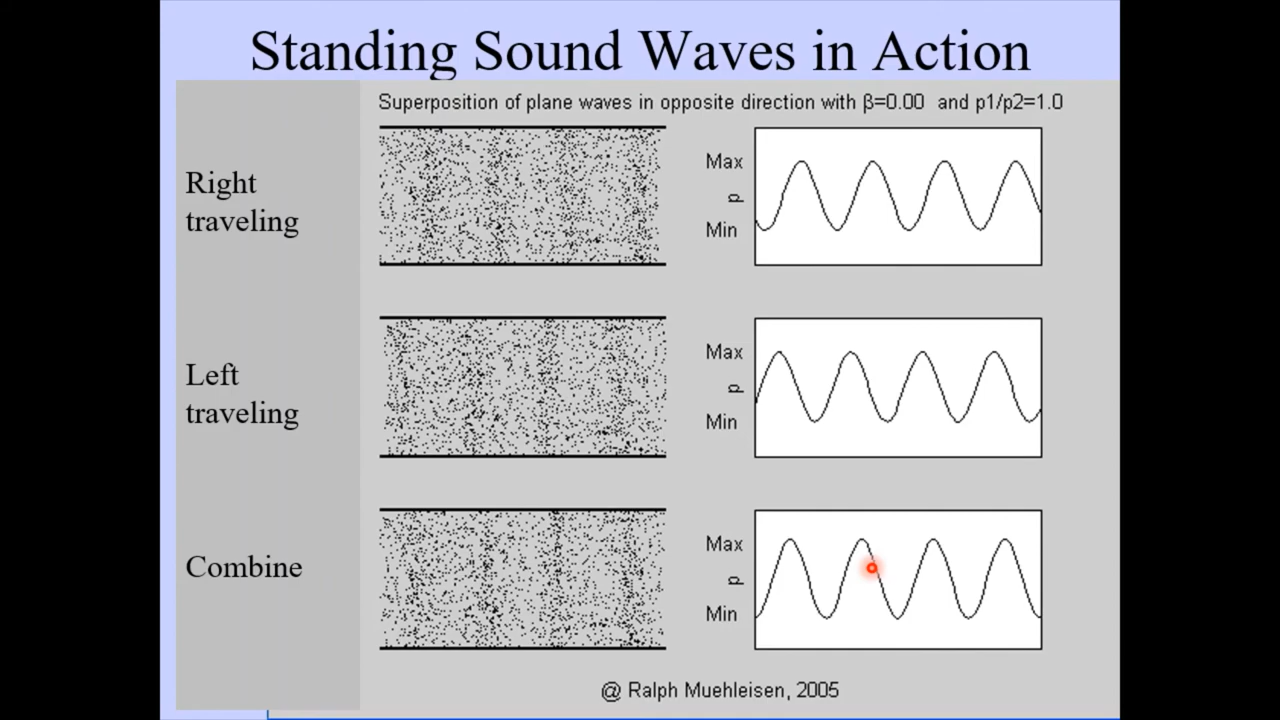 Standing Sound Waves in Action
Superposition of plane waves in opposite direction with β=0.00 and p1/p2=1.0
Right
traveling
Max
p
Min
Left
traveling
Max
p
Min
Combine
Max
p
Min
@ Ralph Muehleisen, 2005